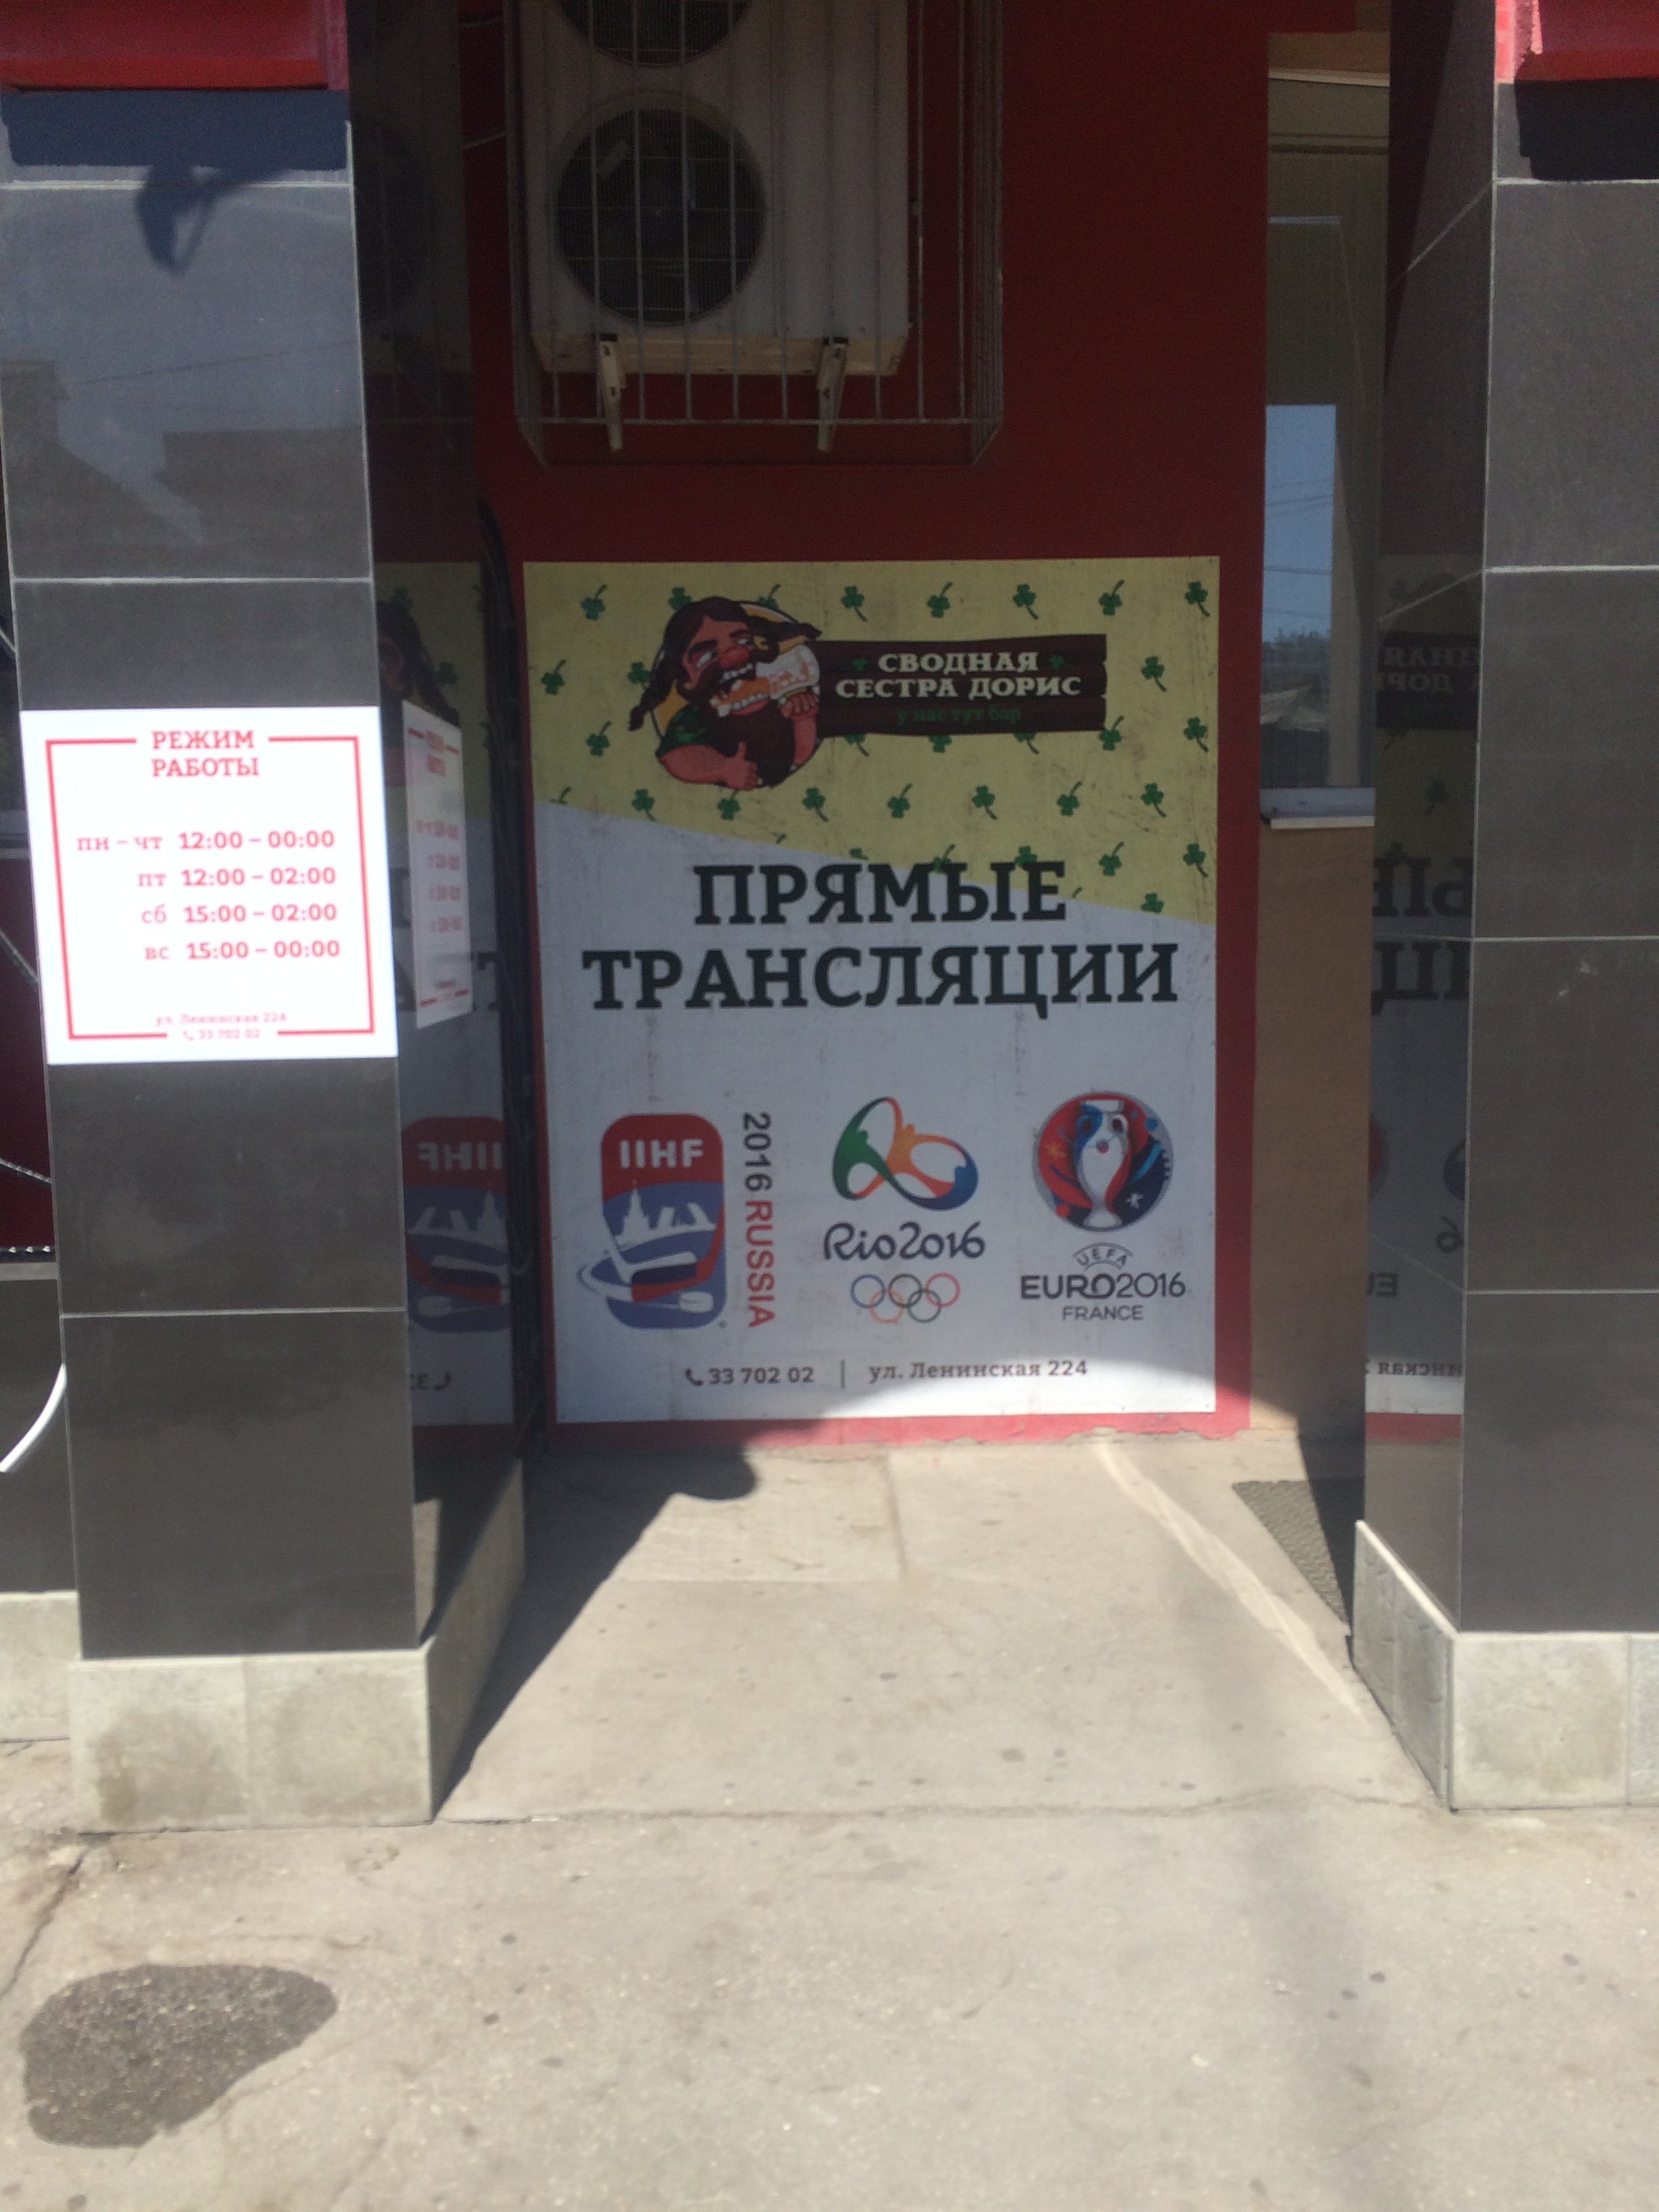 РЕЖИМ
РАБОТЫ
пн – чт 12:00 – 00:00
пт 12:00 – 02:00
сб 15:00 – 02:00
вс 15:00 – 00:00
ул. Ленинская 224
33 702 02
СВОДНАЯ
СЕСТРА ДОРИС
у нас тут бар
ПРЯМЫЕ
ТРАНСЛЯЦИИ
IIHF
2016 RUSSIA
Rio2016
UEFA
EURO2016
FRANCE
33 702 02 | ул. Ленинская 224